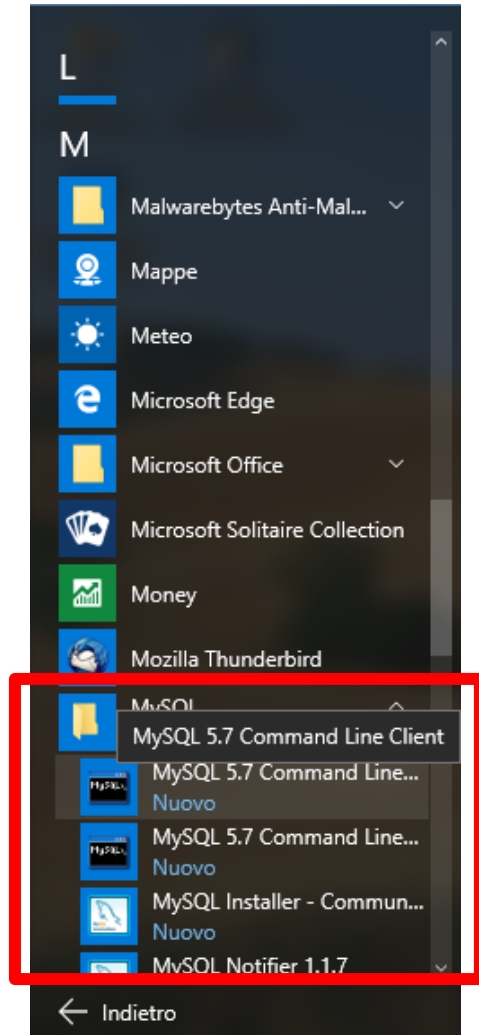 L
M
Malwarebytes Anti-Mal...
Mappe
Meteo
Microsoft Edge
Microsoft Office
Microsoft Solitaire Collection
Money
Mozilla Thunderbird
MySQL
MySQL 5.7 Command Line Client
MySQL 5.7 Command Line...
Nuovo
MySQL 5.7 Command Line...
Nuovo
MySQL Installer - Commun...
Nuovo
MySQL Notifier 1.1.7
Indietro